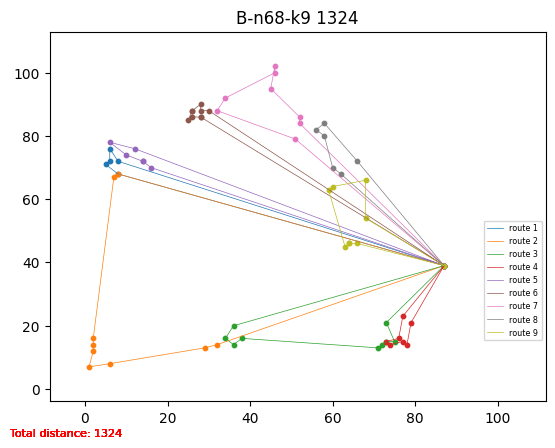 B-n68-k9 1324
100
80
60
40
20
0
0 20 40 60 80 100
route 1
route 2
route 3
route 4
route 5
route 6
route 7
route 8
route 9
Total distance: 1324